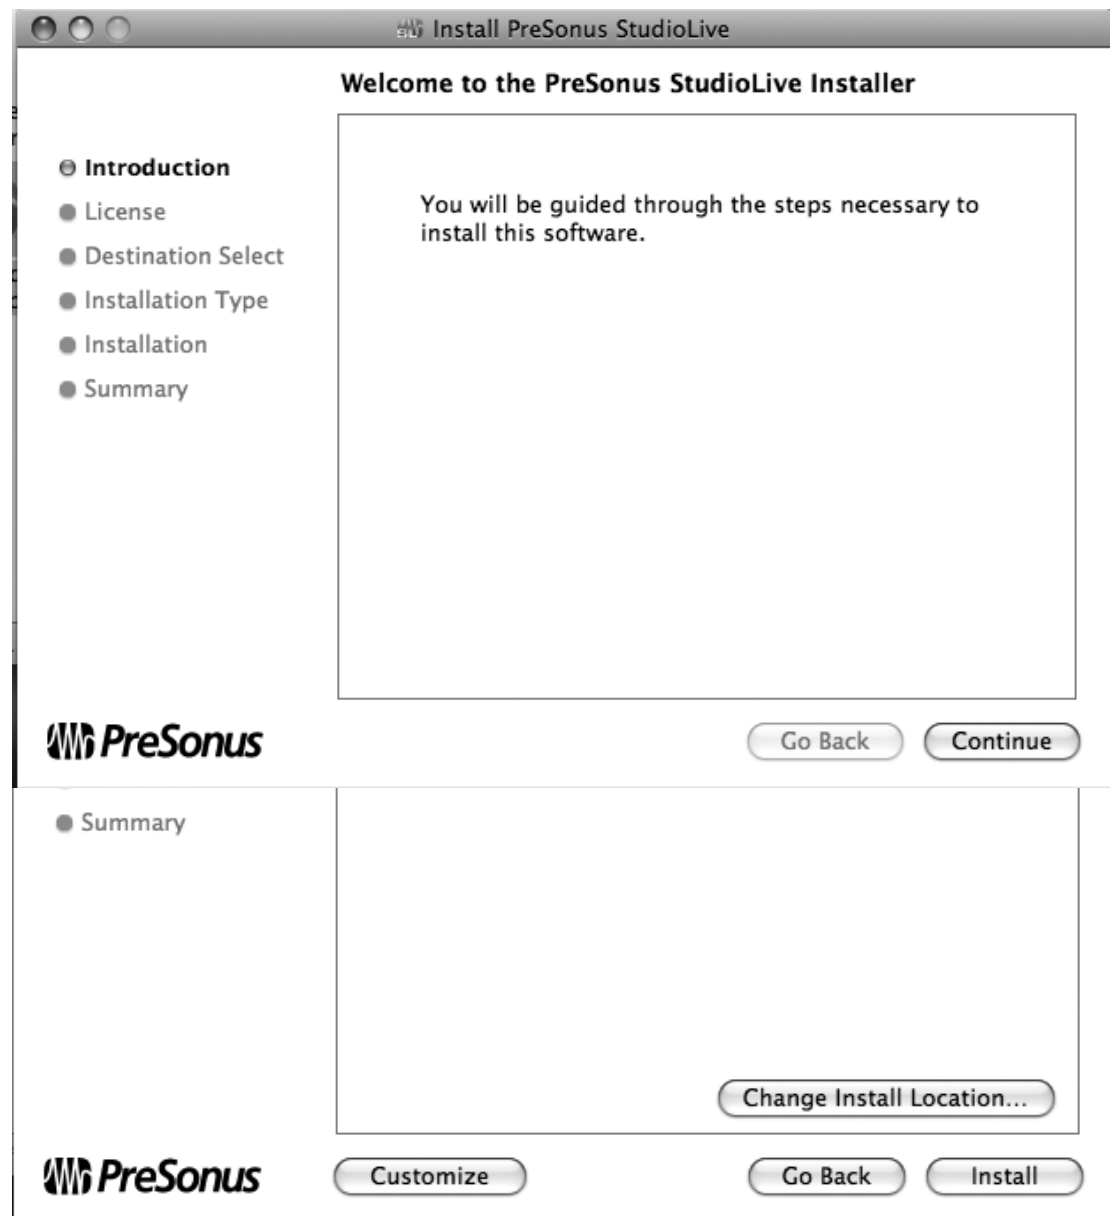 Install PreSonus StudioLive
Welcome to the PreSonus StudioLive Installer
Introduction
License
Destination Select
Installation Type
Installation
Summary
You will be guided through the steps necessary to
install this software.
PreSonus
Go Back
Continue
Summary
Change Install Location...
PreSonus
Customize
Go Back
Install